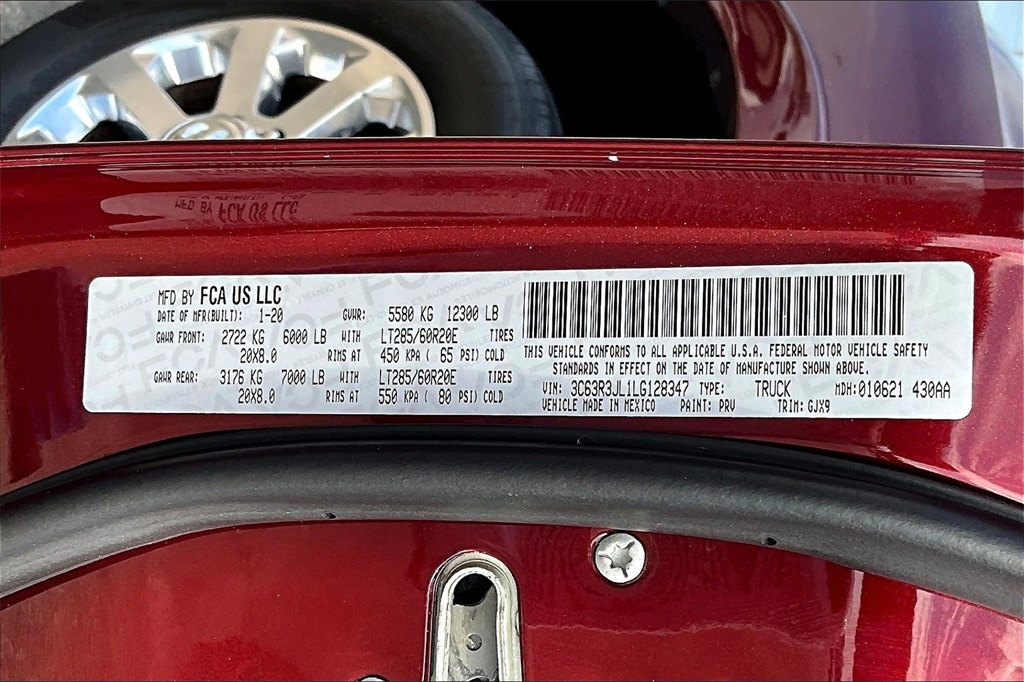 MFD BY FCA US LLC
DATE OF MFR(BUILT): 1-20 GVWR: 5580 KG 12300 LB
GAWR FRONT: 2722 KG 6000 LB WITH LT285/60R20E TIRES
20X8.0 RIMS AT 450 KPA ( 65 PSI) COLD
GAWR REAR: 3176 KG 7000 LB WITH LT285/60R20E TIRES
20X8.0 RIMS AT 550 KPA ( 80 PSI) COLD
THIS VEHICLE CONFORMS TO ALL APPLICABLE U.S.A. FEDERAL MOTOR VEHICLE SAFETY
STANDARDS IN EFFECT ON THE DATE OF MANUFACTURE SHOWN ABOVE.
VIN: 3C63R3JL1LG128347 TYPE: TRUCK MDH:010621 430AA
VEHICLE MADE IN MEXICO PAINT: PRV TRIM: GJX9